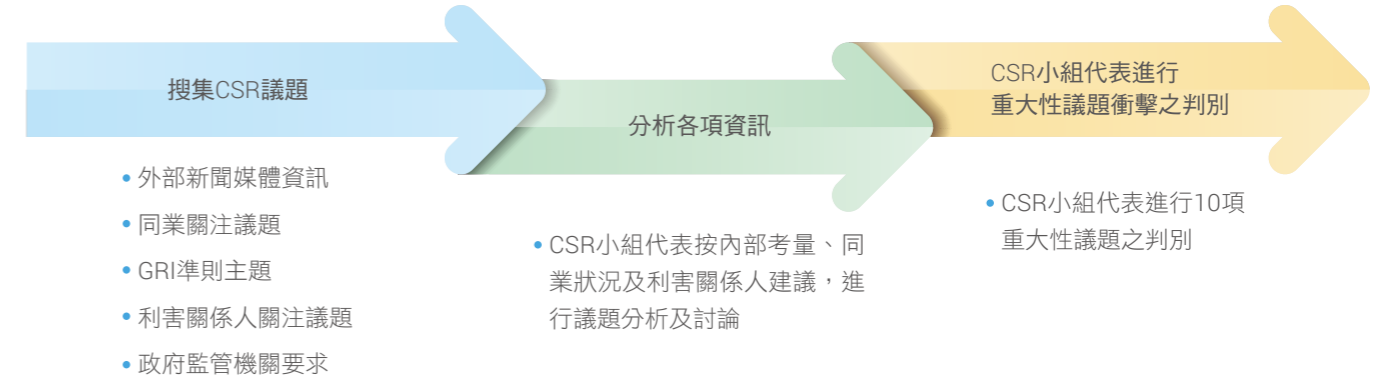 搜集CSR議題
• 外部新聞媒體資訊
• 同業關注議題
• GRI準則主題
• 利害關係人關注議題
• 政府監管機關要求
分析各項資訊
• CSR小組代表按內部考量、同
業狀況及利害關係人建議，進
行議題分析及討論
CSR小組代表進行
重大性議題衝擊之判別
• CSR小組代表進行10項
重大性議題之判別